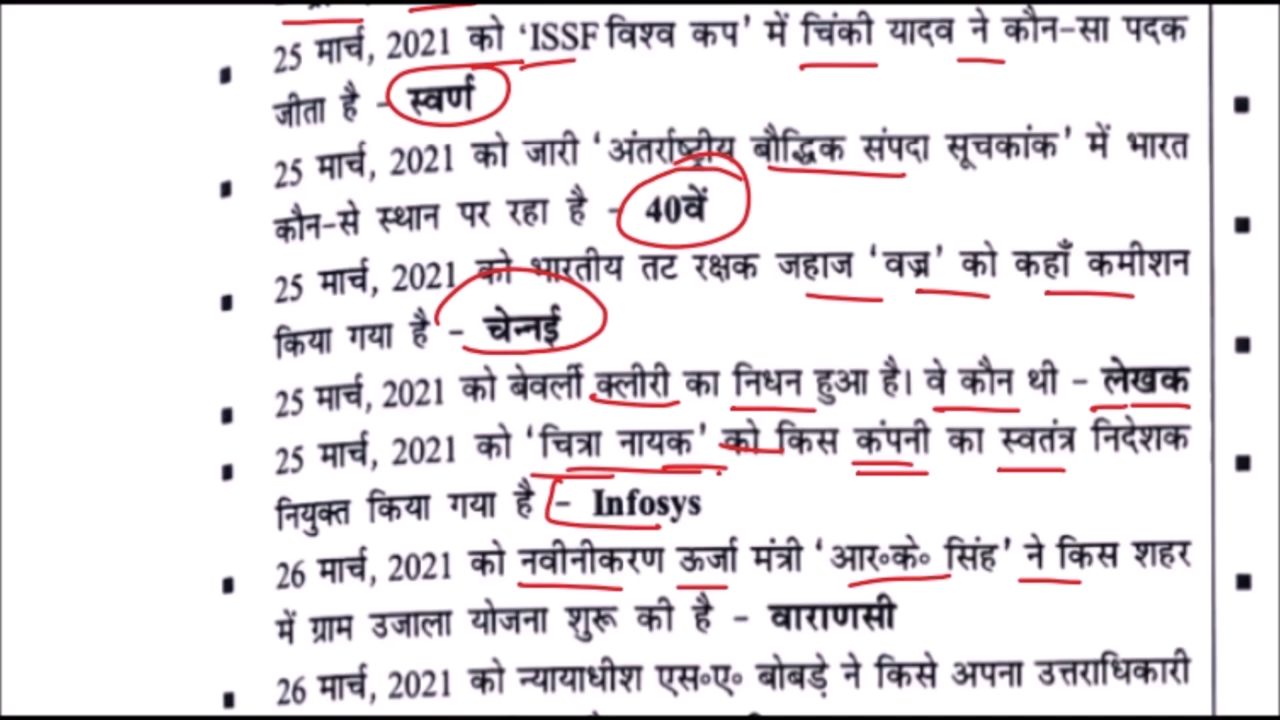 25 मार्च, 2021 को ‘ISSF विश्व कप’ में चिंकी यादव ने कौन-सा पदक
जीता है - स्वर्ण
25 मार्च, 2021 को जारी ‘अंतर्राष्ट्रीय बौद्धिक संपदा सूचकांक’ में भारत
कौन-से स्थान पर रहा है - 40वें
25 मार्च, 2021 को भारतीय तट रक्षक जहाज ‘वज्र’ को कहाँ कमीशन
किया गया है - चेन्नई
25 मार्च, 2021 को बेवर्ली क्लीरी का निधन हुआ है। वे कौन थी - लेखक
25 मार्च, 2021 को ‘चित्रा नायक’ को किस कंपनी का स्वतंत्र निदेशक
नियुक्त किया गया है - Infosys
26 मार्च, 2021 को नवीनीकरण ऊर्जा मंत्री ‘आर॰के॰ सिंह’ ने किस शहर
में ग्राम उजाला योजना शुरू की है - वाराणसी
26 मार्च, 2021 को न्यायाधीश एस॰ए॰ बोबड़े ने किसे अपना उत्तराधिकारी